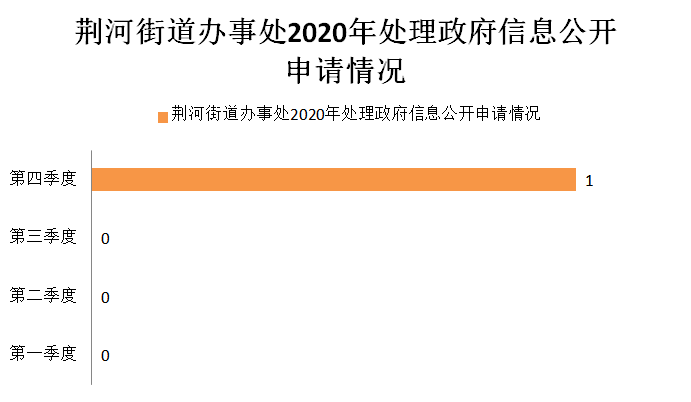 荆河街道办事处2020年处理政府信息公开
申请情况
荆河街道办事处2020年处理政府信息公开申请情况
第四季度 1
第三季度 0
第二季度 0
第一季度 0